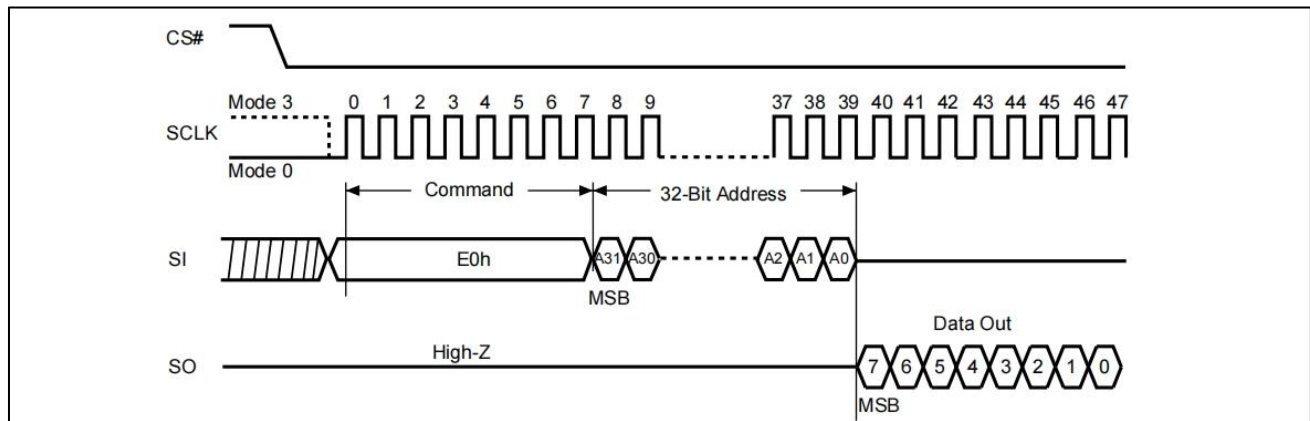 CS#
Mode 3 0 1 2 3 4 5 6 7 8 9 37 38 39 40 41 42 43 44 45 46 47
SCLK
Mode 0
Command 32-Bit Address
SI E0h A31 A30 A2 A1 A0
MSB
Data Out
High-Z
SO 7 6 5 4 3 2 1 0
MSB